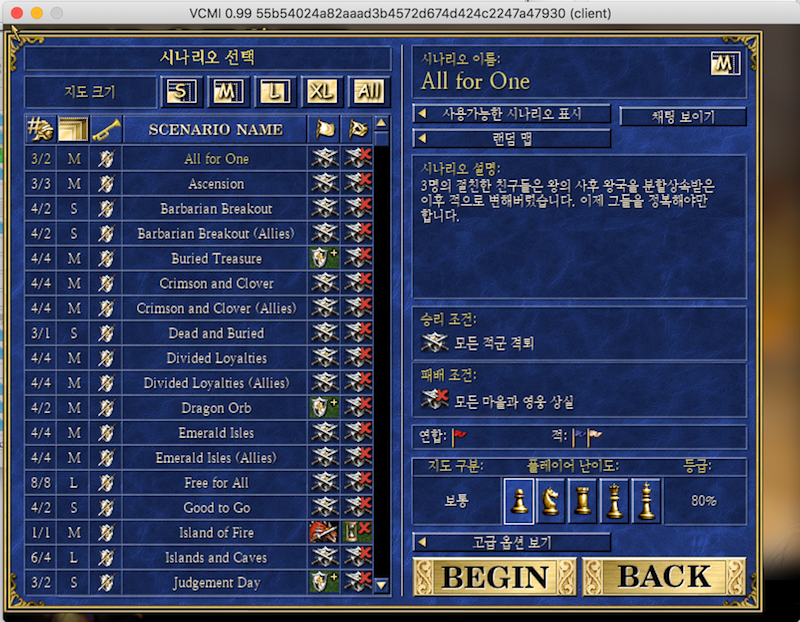 VCMI 0.99 55b54024a82aaad3b4572d674d424c2247a47930 (client)
시나리오 선택
지도 크기 S M L XL All
SCENARIO NAME
3/2 M All for One
3/3 M Ascension
4/2 S Barbarian Breakout
4/2 S Barbarian Breakout (Allies)
4/4 M Buried Treasure
4/4 M Crimson and Clover
4/4 M Crimson and Clover (Allies)
3/1 S Dead and Buried
4/4 M Divided Loyalties
4/4 M Divided Loyalties (Allies)
4/2 M Dragon Orb
4/4 M Emerald Isles
4/4 M Emerald Isles (Allies)
8/8 L Free for All
4/2 S Good to Go
1/1 M Island of Fire
6/4 L Islands and Caves
3/2 S Judgement Day
시나리오 이름:
All for One
M
사용가능한 시나리오 표시
채팅 보이기
랜덤 맵
시나리오 설명:
3명의 절친한 친구들은 왕의 사후 왕국을 분할상속받은
이후 적으로 변해버렸습니다. 이제 그들을 정복해야만
합니다.
승리 조건:
모든 적군 격퇴
패배 조건:
모든 마을과 영웅 상실
연합: 적:
지도 구분: 플레이어 난이도: 등급:
보통 80%
고급 옵션 보기
BEGIN BACK